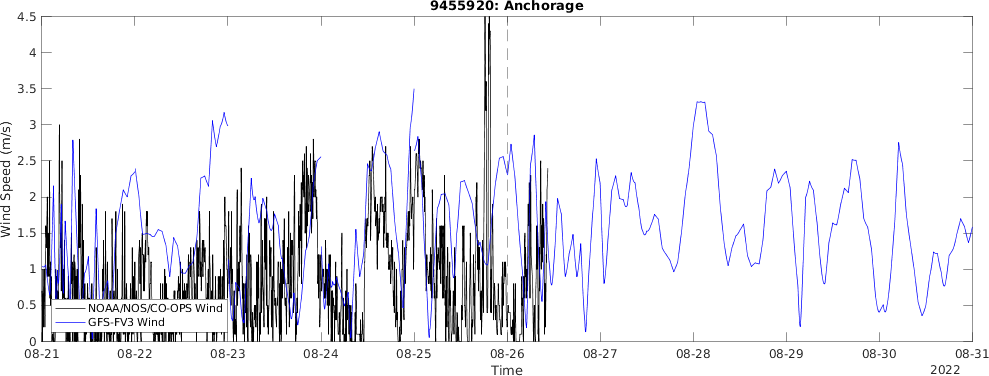 9455920: Anchorage
Wind Speed (m/s)
4.5
4
3.5
3
2.5
2
1.5
1
0.5
0
NOAA/NOS/CO-OPS Wind
GFS-FV3 Wind
08-21 08-22 08-23 08-24 08-25 08-26 08-27 08-28 08-29 08-30 08-31
Time
2022